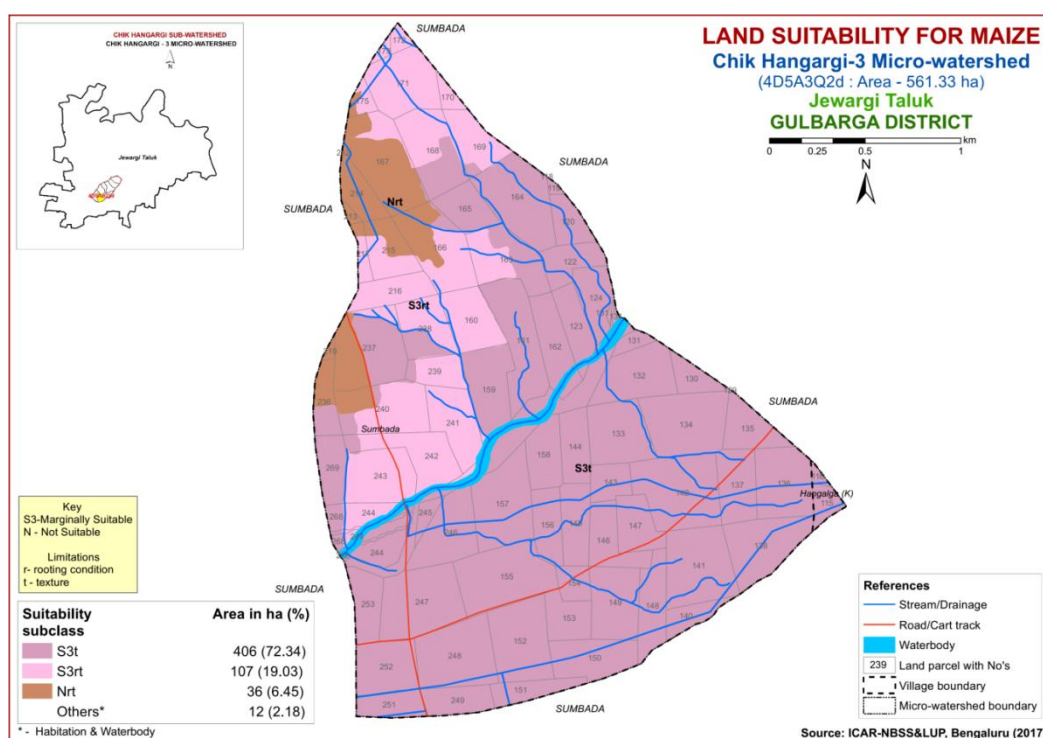 CHIK HANGARGI SUB-WATERSHED
CHIK HANGARGI - 3 MICRO-WATERSHED
N
Jewargi Taluk
LAND SUITABILITY FOR MAIZE
Chik Hangargi-3 Micro-watershed
(4D5A3Q2d : Area - 561.33 ha)
Jewargi Taluk
GULBARGA DISTRICT
0 0.25 0.5 1
km
N
SUMBADA
171
170
168
169
167
SUMBADA
164
165
SUMBADA
Nrt
120
166
215
122
216
124
S3rt
160
123
162
237
131
239
132
130
159
SUMBADA
240
241
134
135
Sumbada
133
144
158
242
S3t
269
243
137
136
Hangalga (K)
115
244
245
157
147
156
146
244
155
141
SUMBADA
253
247
149
148
140
153
152
252
248
150
151
249
251
SUMBADA
Key
S3-Marginally Suitable
N - Not Suitable
Limitations
r- rooting condition
t - texture
Suitability subclass Area in ha (%)
S3t 406 (72.34)
S3rt 107 (19.03)
Nrt 36 (6.45)
Others* 12 (2.18)
* - Habitation & Waterbody
References
Stream/Drainage
Road/Cart track
Waterbody
239 Land parcel with No's
Village boundary
Micro-watershed boundary
Source: ICAR-NBSS&LUP, Bengaluru (2017